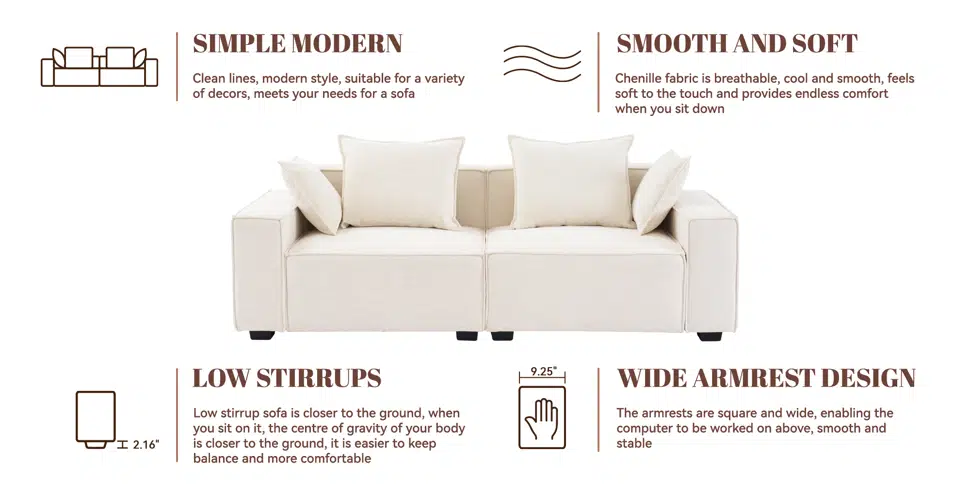 SIMPLE MODERN
Clean lines, modern style, suitable for a variety
of decors, meets your needs for a sofa
SMOOTH AND SOFT
Chenille fabric is breathable, cool and smooth, feels
soft to the touch and provides endless comfort
when you sit down
LOW STIRRUPS
Low stirrup sofa is closer to the ground, when
you sit on it, the centre of gravity of your body
is closer to the ground, it is easier to keep
balance and more comfortable
2.16"
9.25"
WIDE ARMREST DESIGN
The armrests are square and wide, enabling the
computer to be worked on above, smooth and
stable